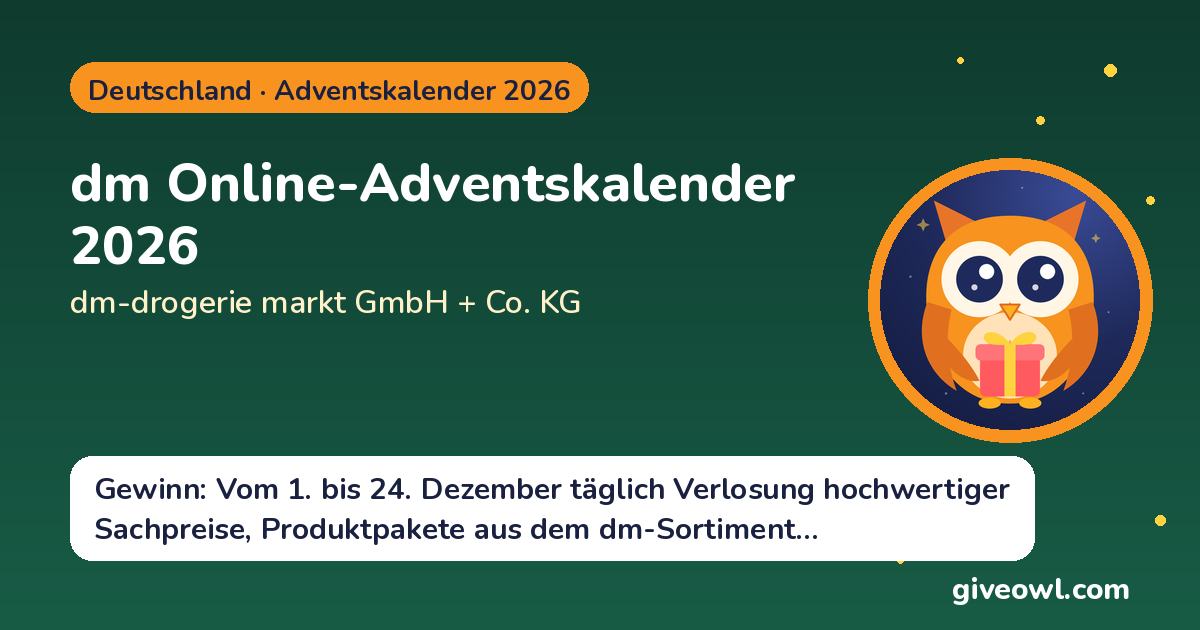 Deutschland · Adventskalender 2026
dm Online-Adventskalender
2026
dm-drogerie markt GmbH + Co. KG
Gewinn: Vom 1. bis 24. Dezember täglich Verlosung hochwertiger
Sachpreise, Produktpakete aus dem dm-Sortiment...
giveowl.com